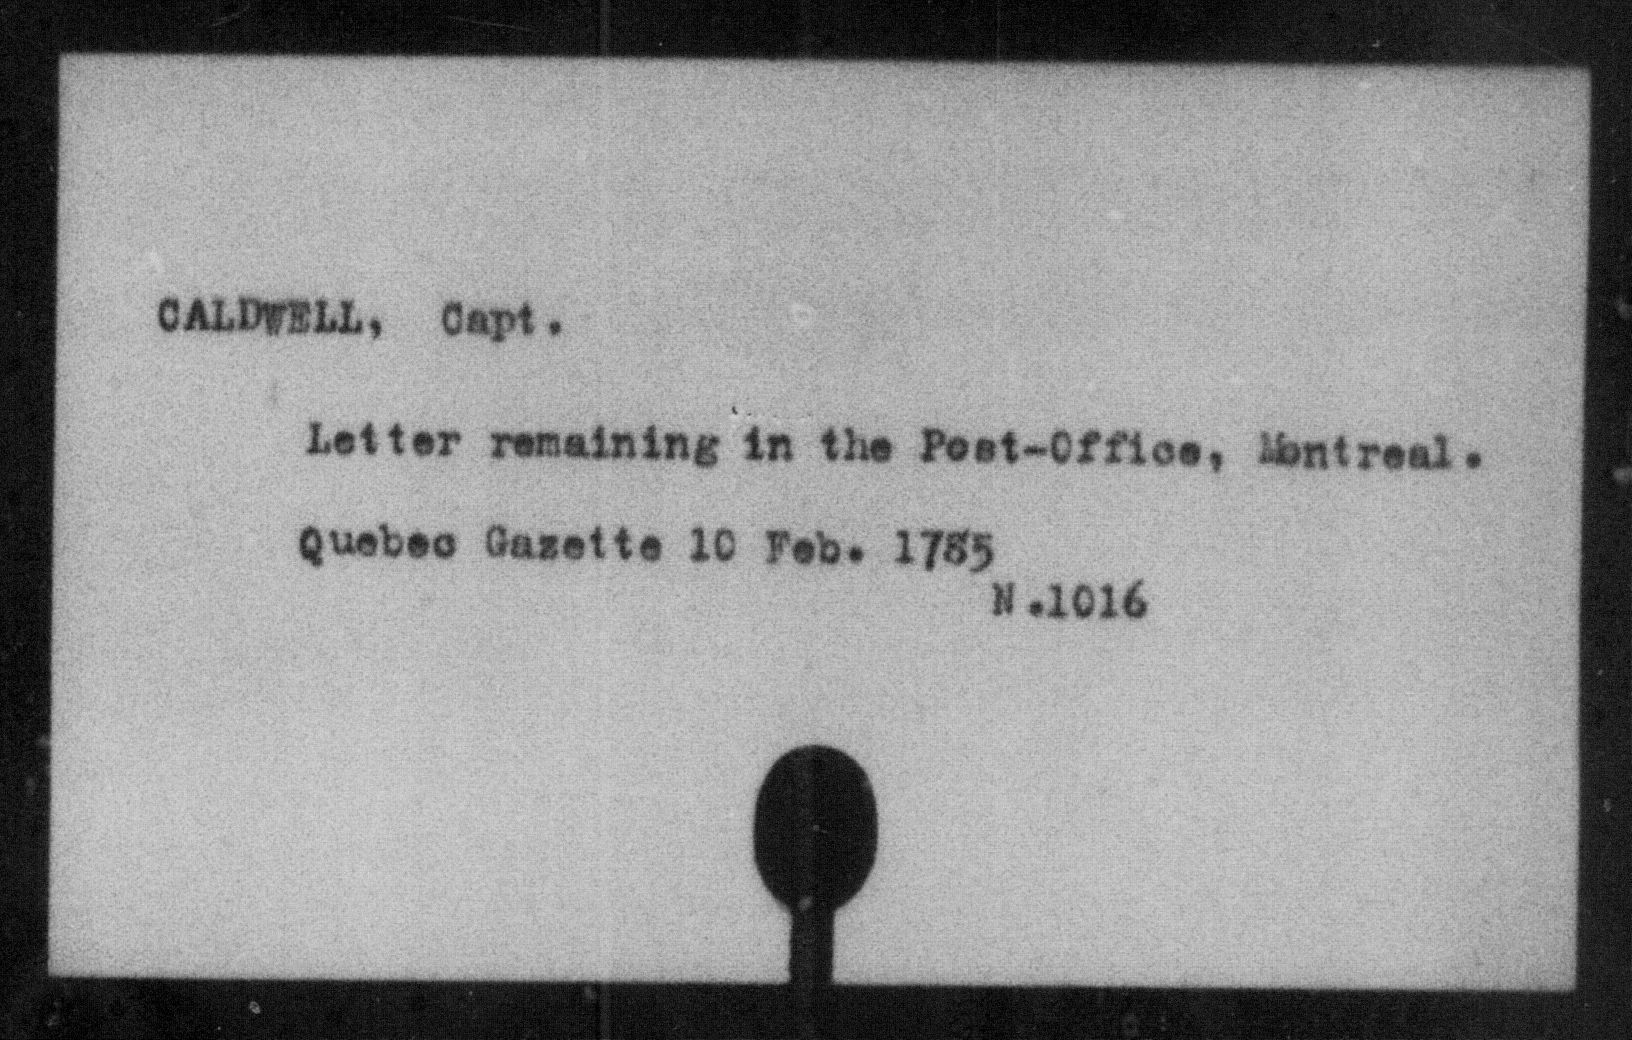 CALDWELL, Capt.
Letter remaining in the Post-Office, Montreal.
Quebec Gazette 10 Feb. 1785
N.1016